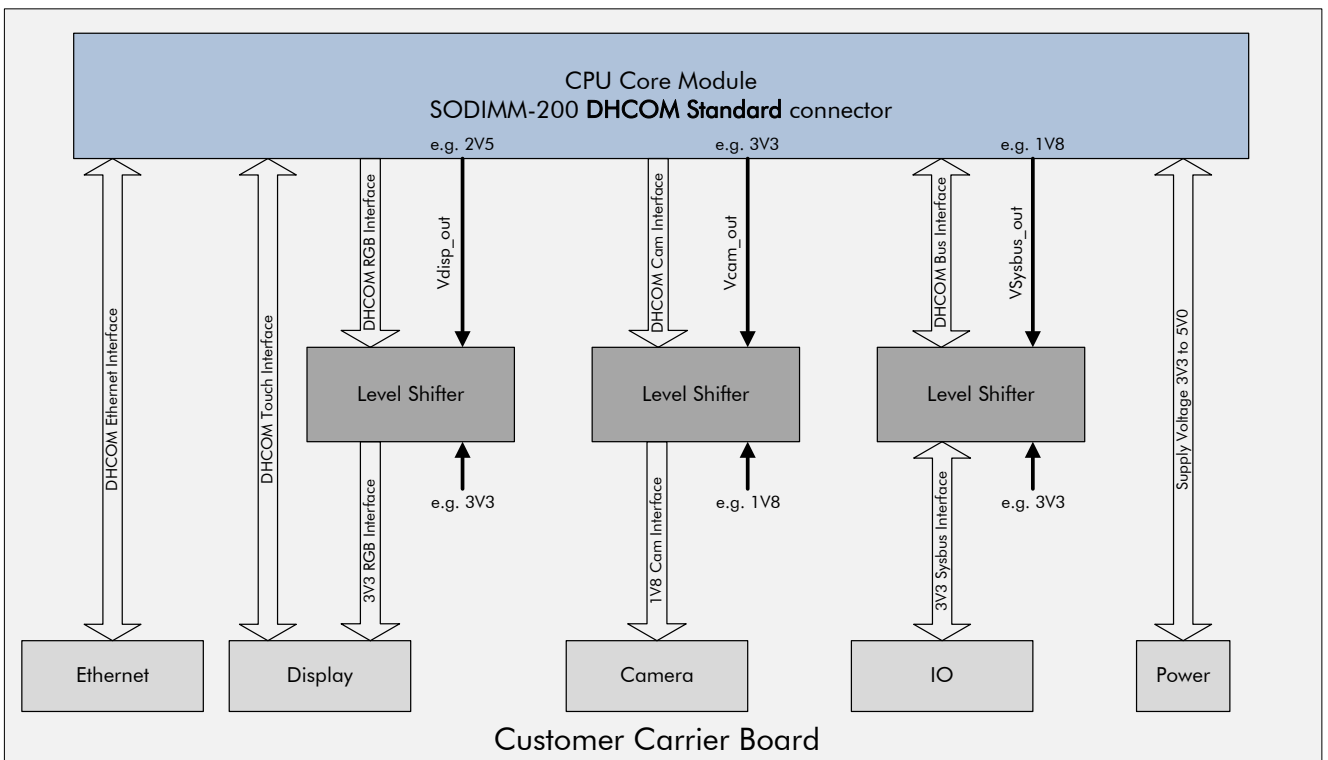 CPU Core Module
SODIMM-200 DHCOM Standard connector
e.g. 2V5
e.g. 3V3
e.g. 1V8
DHCOM Ethernet Interface
DHCOM Touch Interface
DHCOM RGB Interface
Vdisp_out
DHCOM Cam Interface
Vcam_out
DHCOM Bus Interface
VSysbus_out
Supply Voltage 3V3 to 5V0
Level Shifter
Level Shifter
Level Shifter
e.g. 3V3
e.g. 1V8
e.g. 3V3
3V3 RGB Interface
1V8 Cam Interface
3V3 Sysbus Interface
Ethernet
Display
Camera
IO
Power
Customer Carrier Board